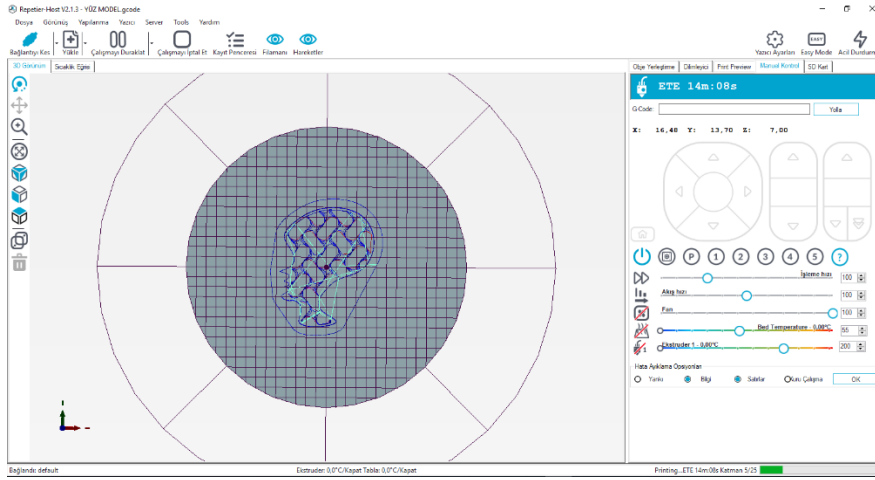 Repetier-Host V2.1.3 - YÜZ MODEL.gcode
Dosya Görünüş Yapılanma Yazıcı Server Tools Yardım
Bağlantıyı Kes Yükle Çalışmayı Duraklat Çalışmayı İptal Et Kayıt Penceresi Filamanı Hareketler Yazıcı Ayarları EASY Easy Mode Acil Durdurm
3D Görünüm Sıcaklık Eğrisi Obje Yerleştirme Dilimleyici Print Preview Manual Kontrol SD Kart
ETE 14m:08s
G-Code: Yolla
X: 16,48 Y: 13,70 Z: 7,00
P 1 2 3 4 5 ?
İşleme hızı 100
Akış hızı 100
Fan 100
Bed Temperature - 0,00°C 55
1 Ekstruder 1 - 0,00°C 200
Hata Ayıklama Opsiyonları
Yankı Bilgi Satırlar Kuru Çalışma OK
Bağlandı: default Ekstruder: 0,0°C/Kapat Tabla: 0,0°C/Kapat Printing...ETE 14m:08s Katman 5/25